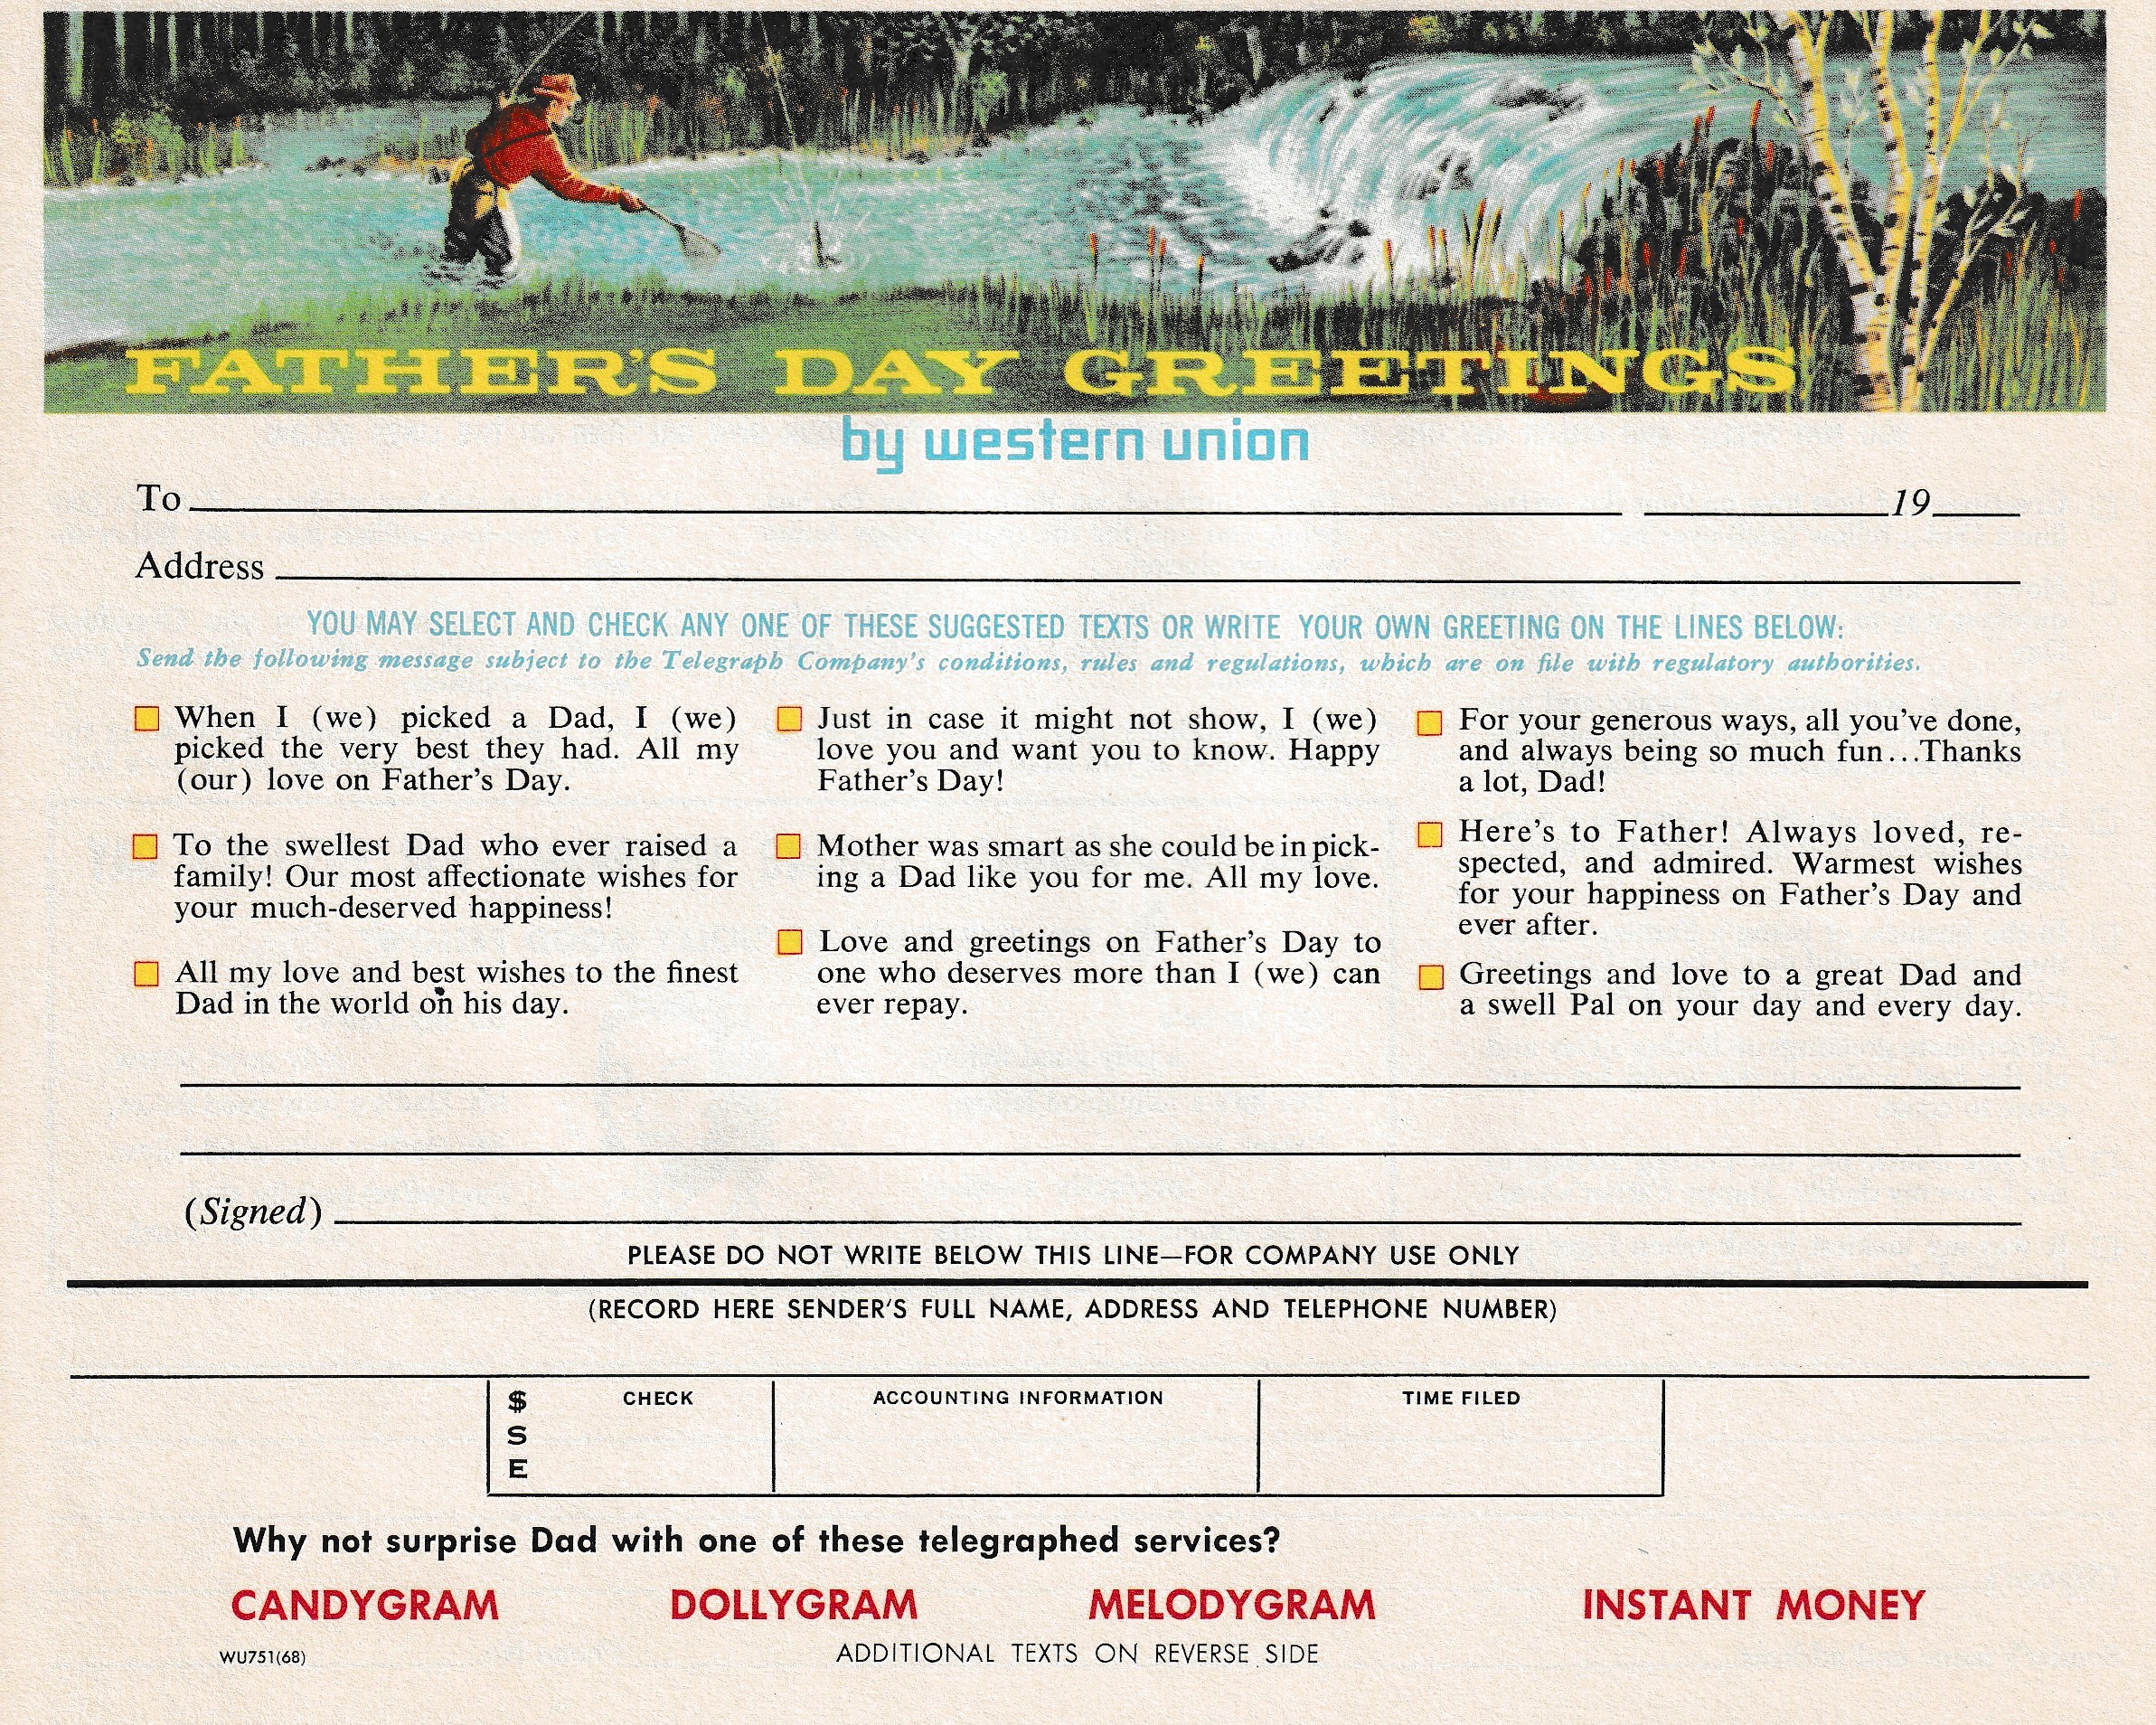 FATHER'S DAY GREETINGS
by western union
To 19
Address
YOU MAY SELECT AND CHECK ANY ONE OF THESE SUGGESTED TEXTS OR WRITE YOUR OWN GREETING ON THE LINES BELOW:
Send the following message subject to the Telegraph Company's conditions, rules and regulations, which are on file with regulatory authorities.
When I (we) picked a Dad, I (we)
picked the very best they had. All my
(our) love on Father's Day.
To the swellest Dad who ever raised a
family! Our most affectionate wishes for
your much-deserved happiness!
All my love and best wishes to the finest
Dad in the world on his day.
Just in case it might not show, I (we)
love you and want you to know. Happy
Father's Day!
Mother was smart as she could be in pick-
ing a Dad like you for me. All my love.
Love and greetings on Father's Day to
one who deserves more than I (we) can
ever repay.
For your generous ways, all you've done,
and always being so much fun...Thanks
a lot, Dad!
Here's to Father! Always loved, re-
spected, and admired. Warmest wishes
for your happiness on Father's Day and
ever after.
Greetings and love to a great Dad and
a swell Pal on your day and every day.
(Signed)
PLEASE DO NOT WRITE BELOW THIS LINE—FOR COMPANY USE ONLY
(RECORD HERE SENDER'S FULL NAME, ADDRESS AND TELEPHONE NUMBER)
$ CHECK ACCOUNTING INFORMATION TIME FILED
S
E
Why not surprise Dad with one of these telegraphed services?
CANDYGRAM DOLLYGRAM MELODYGRAM INSTANT MONEY
WU751(68) ADDITIONAL TEXTS ON REVERSE SIDE